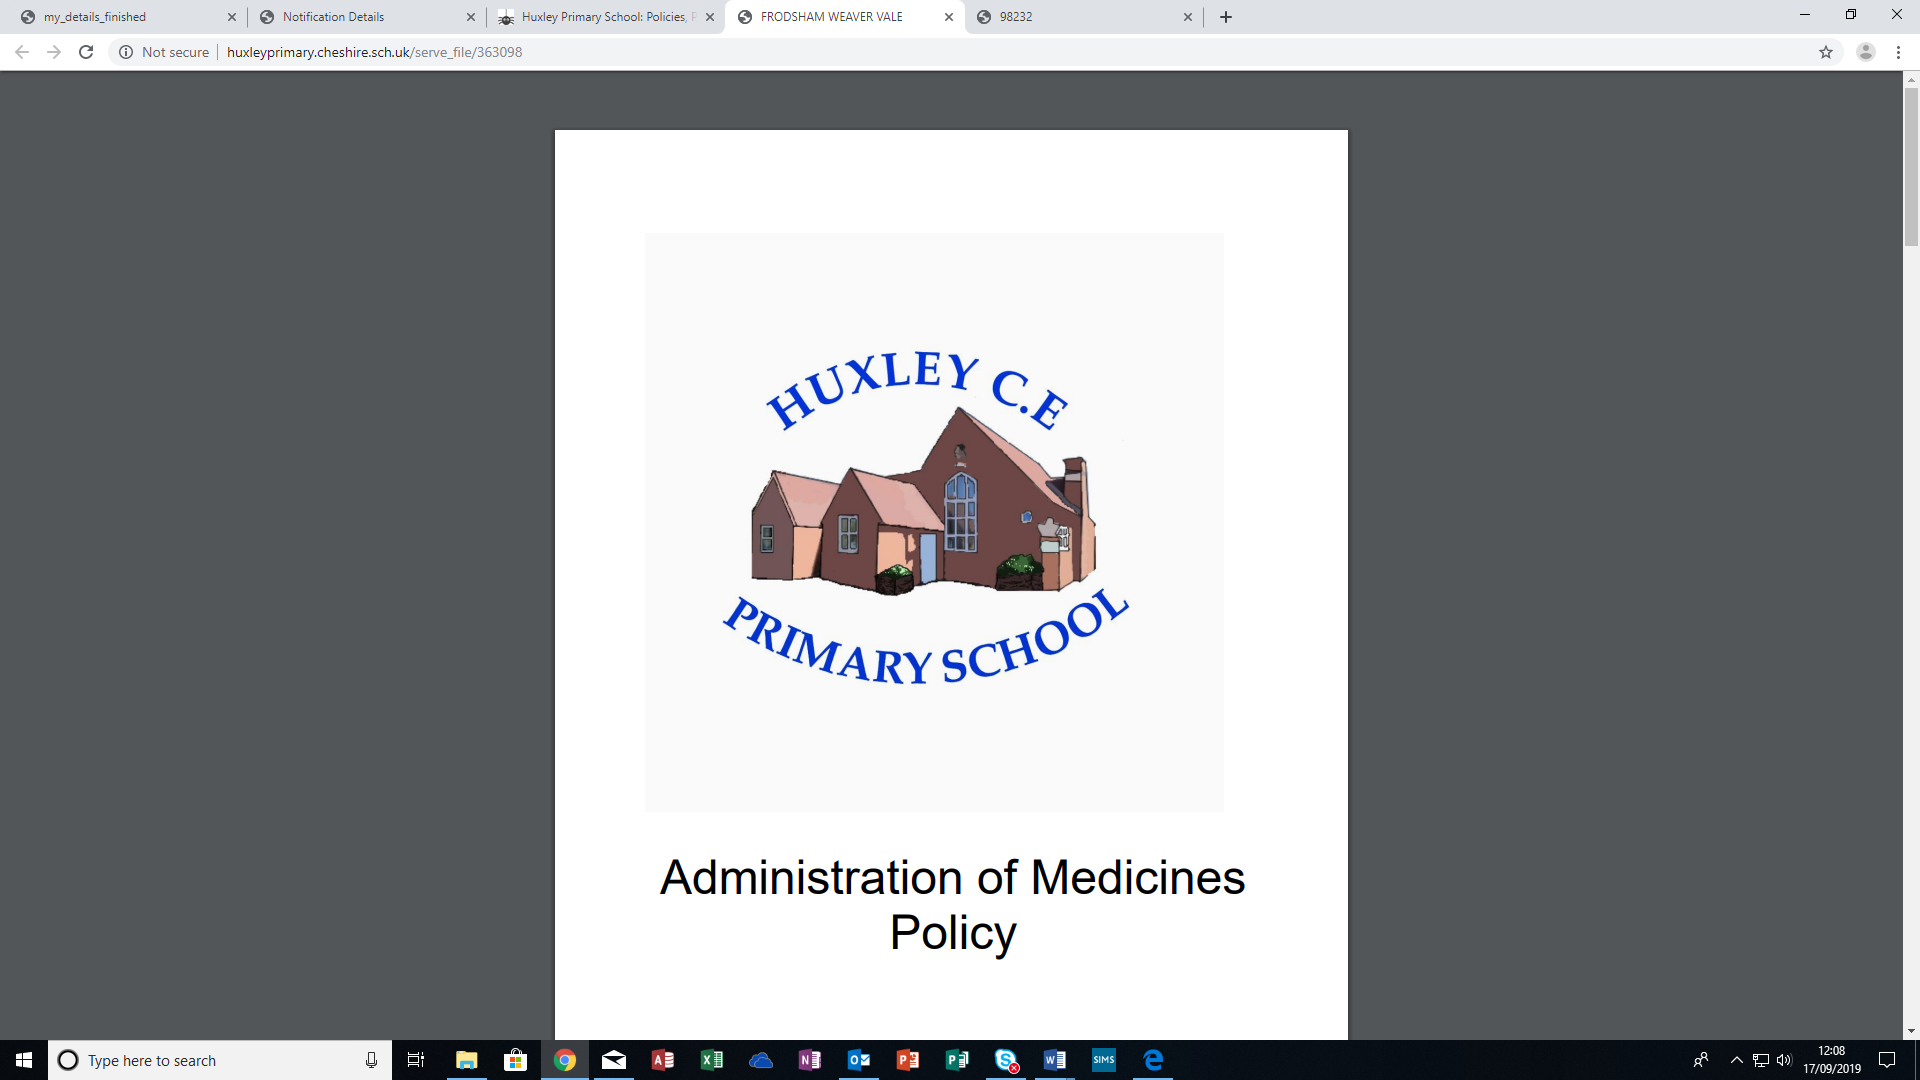 my_details_finished
Notification Details
Huxley Primary School: Policies,
FRODSHAM WEAVER VALE
98232
Not secure
huxleyprimary.cheshire.sch.uk/serve_file/363098
HUXLEY C.E
PRIMARY SCHOOL
Administration of Medicines
Policy
Type here to search
SIMS
12:08
17/09/2019